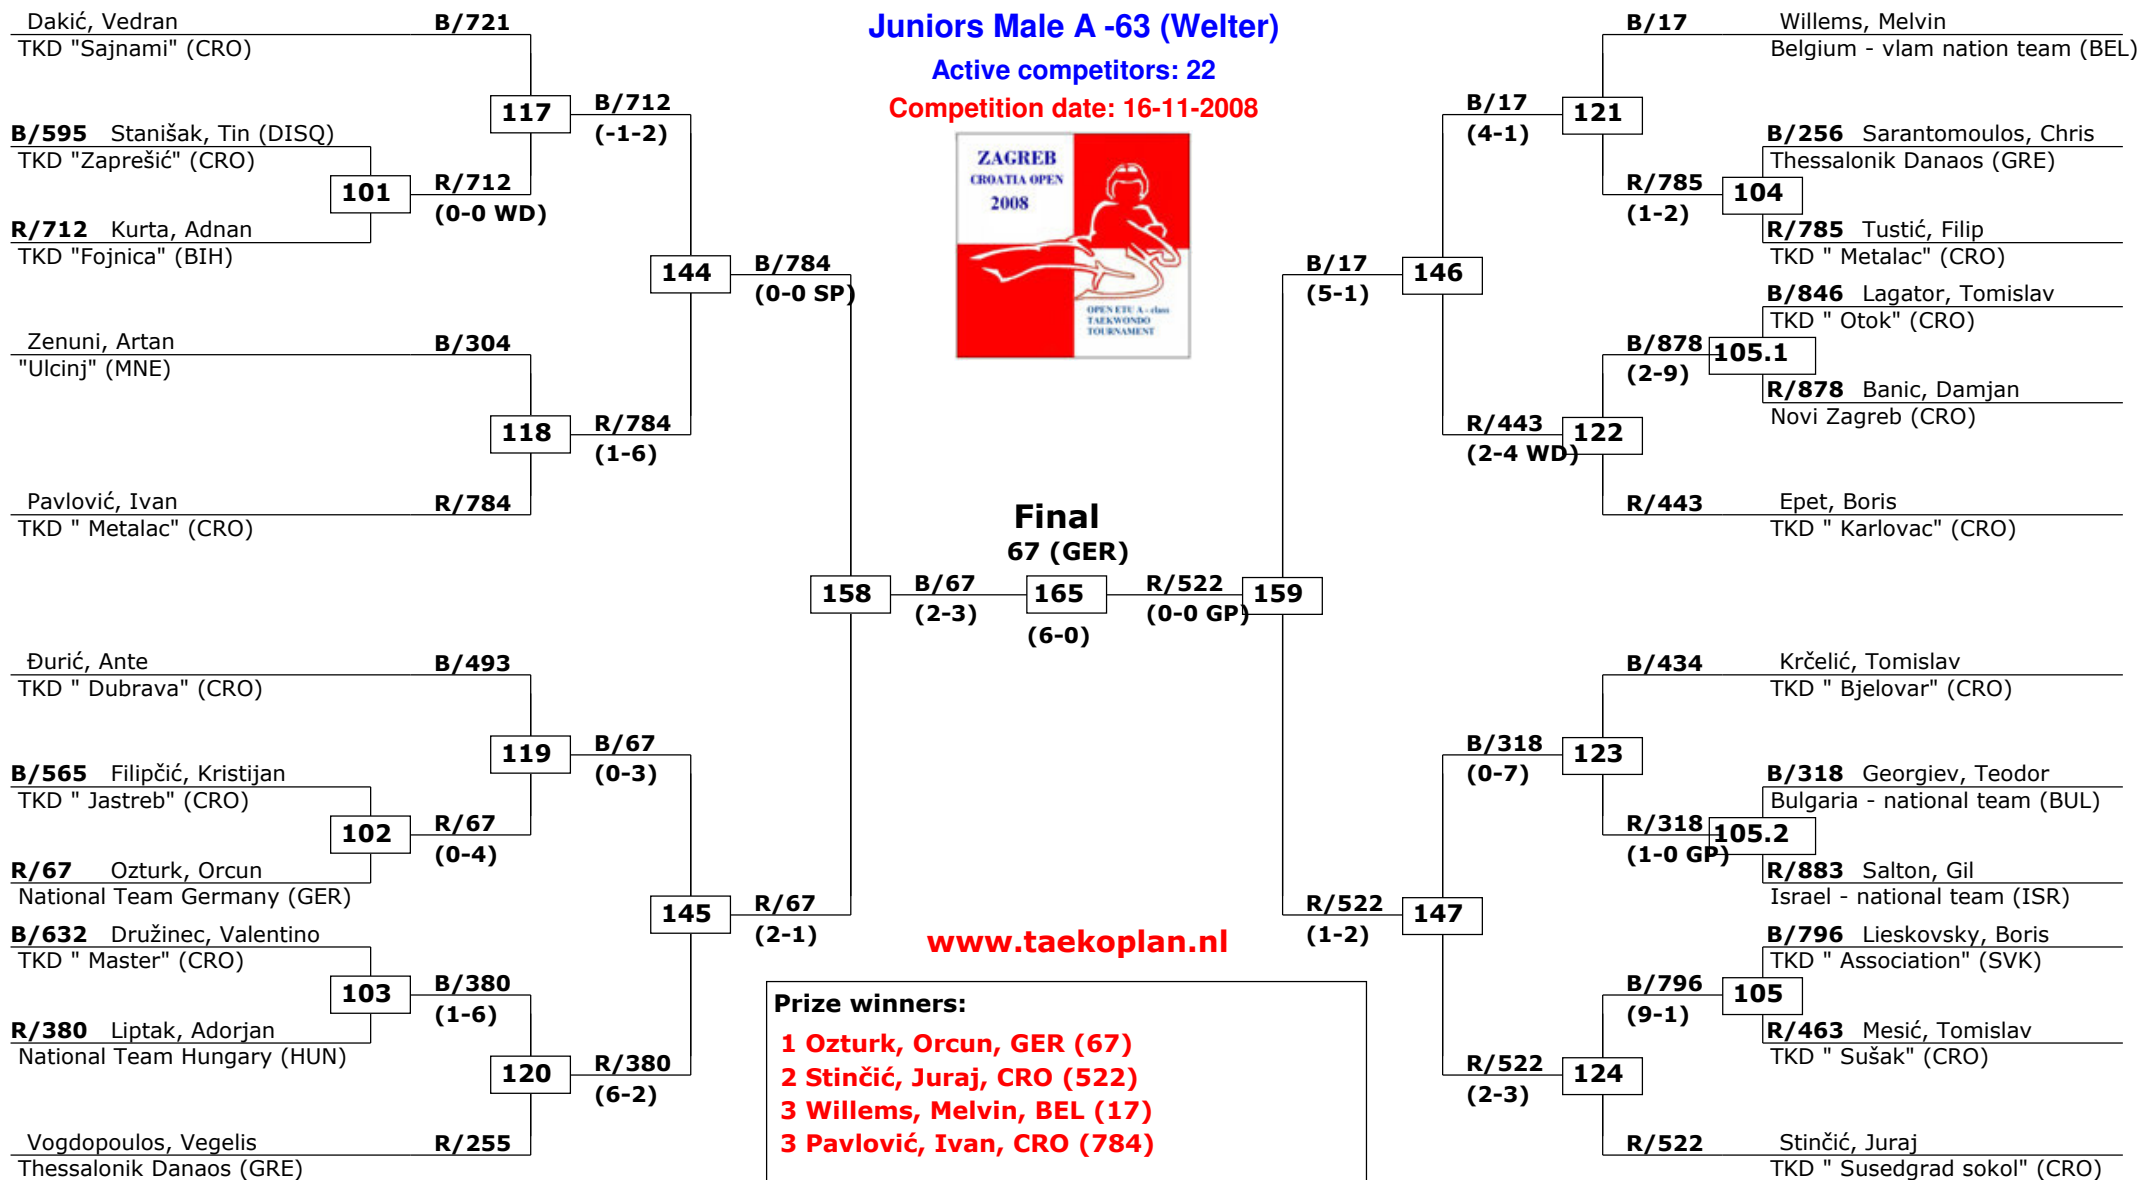 Juniors Male A -63 (Welter)
Active competitors: 22
Competition date: 16-11-2008
ZAGREB
CROATIA OPEN
2008
OPEN ETU A - class
TAEKWONDO
TOURNAMENT
Dakić, Vedran B/721
TKD "Sajnami" (CRO)
117
B/712
(-1-2)
B/595 Stanišak, Tin (DISQ)
TKD "Zaprešić" (CRO)
101
R/712
(0-0 WD)
R/712 Kurta, Adnan
TKD "Fojnica" (BIH)
144
B/784
(0-0 SP)
Zenuni, Artan B/304
"Ulcinj" (MNE)
118
R/784
(1-6)
Pavlović, Ivan R/784
TKD " Metalac" (CRO)
158
B/67
(2-3)
Đurić, Ante B/493
TKD " Dubrava" (CRO)
119
B/67
(0-3)
B/565 Filipčić, Kristijan
TKD " Jastreb" (CRO)
102
R/67
(0-4)
R/67 Ozturk, Orcun
National Team Germany (GER)
145
R/67
(2-1)
B/632 Družinec, Valentino
TKD " Master" (CRO)
103
B/380
(1-6)
R/380 Liptak, Adorjan
National Team Hungary (HUN)
120
R/380
(6-2)
Vogdopoulos, Vegelis R/255
Thessalonik Danaos (GRE)
Final
67 (GER)
165
(6-0)
R/522
(0-0 GP)
159
B/17 Willems, Melvin
Belgium - vlam nation team (BEL)
B/17
(4-1)
121
B/256 Sarantomoulos, Chris
Thessalonik Danaos (GRE)
R/785
(1-2)
104
R/785 Tustić, Filip
TKD " Metalac" (CRO)
B/17
(5-1)
146
B/846 Lagator, Tomislav
TKD " Otok" (CRO)
B/878
(2-9)
105.1
R/878 Banic, Damjan
Novi Zagreb (CRO)
R/443
(2-4 WD)
122
R/443 Epet, Boris
TKD " Karlovac" (CRO)
B/434 Krčelić, Tomislav
TKD " Bjelovar" (CRO)
B/318
(0-7)
123
B/318 Georgiev, Teodor
Bulgaria - national team (BUL)
R/318
(1-0 GP)
105.2
R/883 Salton, Gil
Israel - national team (ISR)
R/522
(1-2)
147
B/796 Lieskovsky, Boris
TKD " Association" (SVK)
B/796
(9-1)
105
R/463 Mesić, Tomislav
TKD " Sušak" (CRO)
R/522
(2-3)
124
R/522 Stinčić, Juraj
TKD " Susedgrad sokol" (CRO)
www.taekoplan.nl
Prize winners:
1 Ozturk, Orcun, GER (67)
2 Stinčić, Juraj, CRO (522)
3 Willems, Melvin, BEL (17)
3 Pavlović, Ivan, CRO (784)